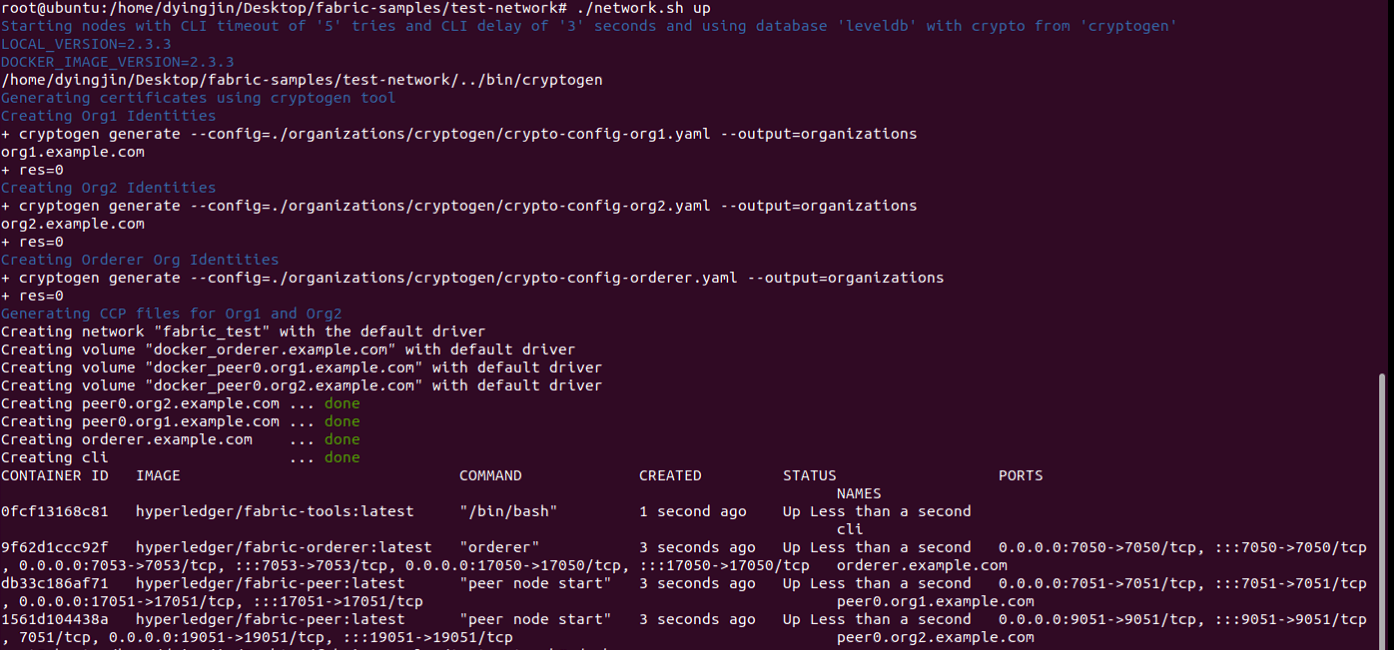 root@ubuntu:/home/dyingjin/Desktop/fabric-samples/test-network# ./network.sh up
Starting nodes with CLI timeout of '5' tries and CLI delay of '3' seconds and using database 'leveldb' with crypto from 'cryptogen'
LOCAL_VERSION=2.3.3
DOCKER_IMAGE_VERSION=2.3.3
/home/dyingjin/Desktop/fabric-samples/test-network/../bin/cryptogen
Generating certificates using cryptogen tool
Creating Org1 Identities
+ cryptogen generate --config=./organizations/cryptogen/crypto-config-org1.yaml --output=organizations
org1.example.com
+ res=0
Creating Org2 Identities
+ cryptogen generate --config=./organizations/cryptogen/crypto-config-org2.yaml --output=organizations
org2.example.com
+ res=0
Creating Orderer Org Identities
+ cryptogen generate --config=./organizations/cryptogen/crypto-config-orderer.yaml --output=organizations
+ res=0
Generating CCP files for Org1 and Org2
Creating network "fabric_test" with the default driver
Creating volume "docker_orderer.example.com" with default driver
Creating volume "docker_peer0.org1.example.com" with default driver
Creating volume "docker_peer0.org2.example.com" with default driver
Creating peer0.org2.example.com ... done
Creating peer0.org1.example.com ... done
Creating orderer.example.com    ... done
Creating cli                    ... done
CONTAINER ID   IMAGE                               COMMAND             CREATED         STATUS                  PORTS
NAMES
0fcf13168c81   hyperledger/fabric-tools:latest     "/bin/bash"         1 second ago    Up Less than a second
cli
9f62d1ccc92f   hyperledger/fabric-orderer:latest   "orderer"           3 seconds ago   Up Less than a second   0.0.0.0:7050->7050/tcp, :::7050->7050/tcp
, 0.0.0.0:7053->7053/tcp, :::7053->7053/tcp, 0.0.0.0:17050->17050/tcp, :::17050->17050/tcp   orderer.example.com
db33c186af71   hyperledger/fabric-peer:latest      "peer node start"   3 seconds ago   Up Less than a second   0.0.0.0:7051->7051/tcp, :::7051->7051/tcp
, 0.0.0.0:17051->17051/tcp, :::17051->17051/tcp                                              peer0.org1.example.com
1561d104438a   hyperledger/fabric-peer:latest      "peer node start"   3 seconds ago   Up Less than a second   0.0.0.0:9051->9051/tcp, :::9051->9051/tcp
, 7051/tcp, 0.0.0.0:19051->19051/tcp, :::19051->19051/tcp                                    peer0.org2.example.com